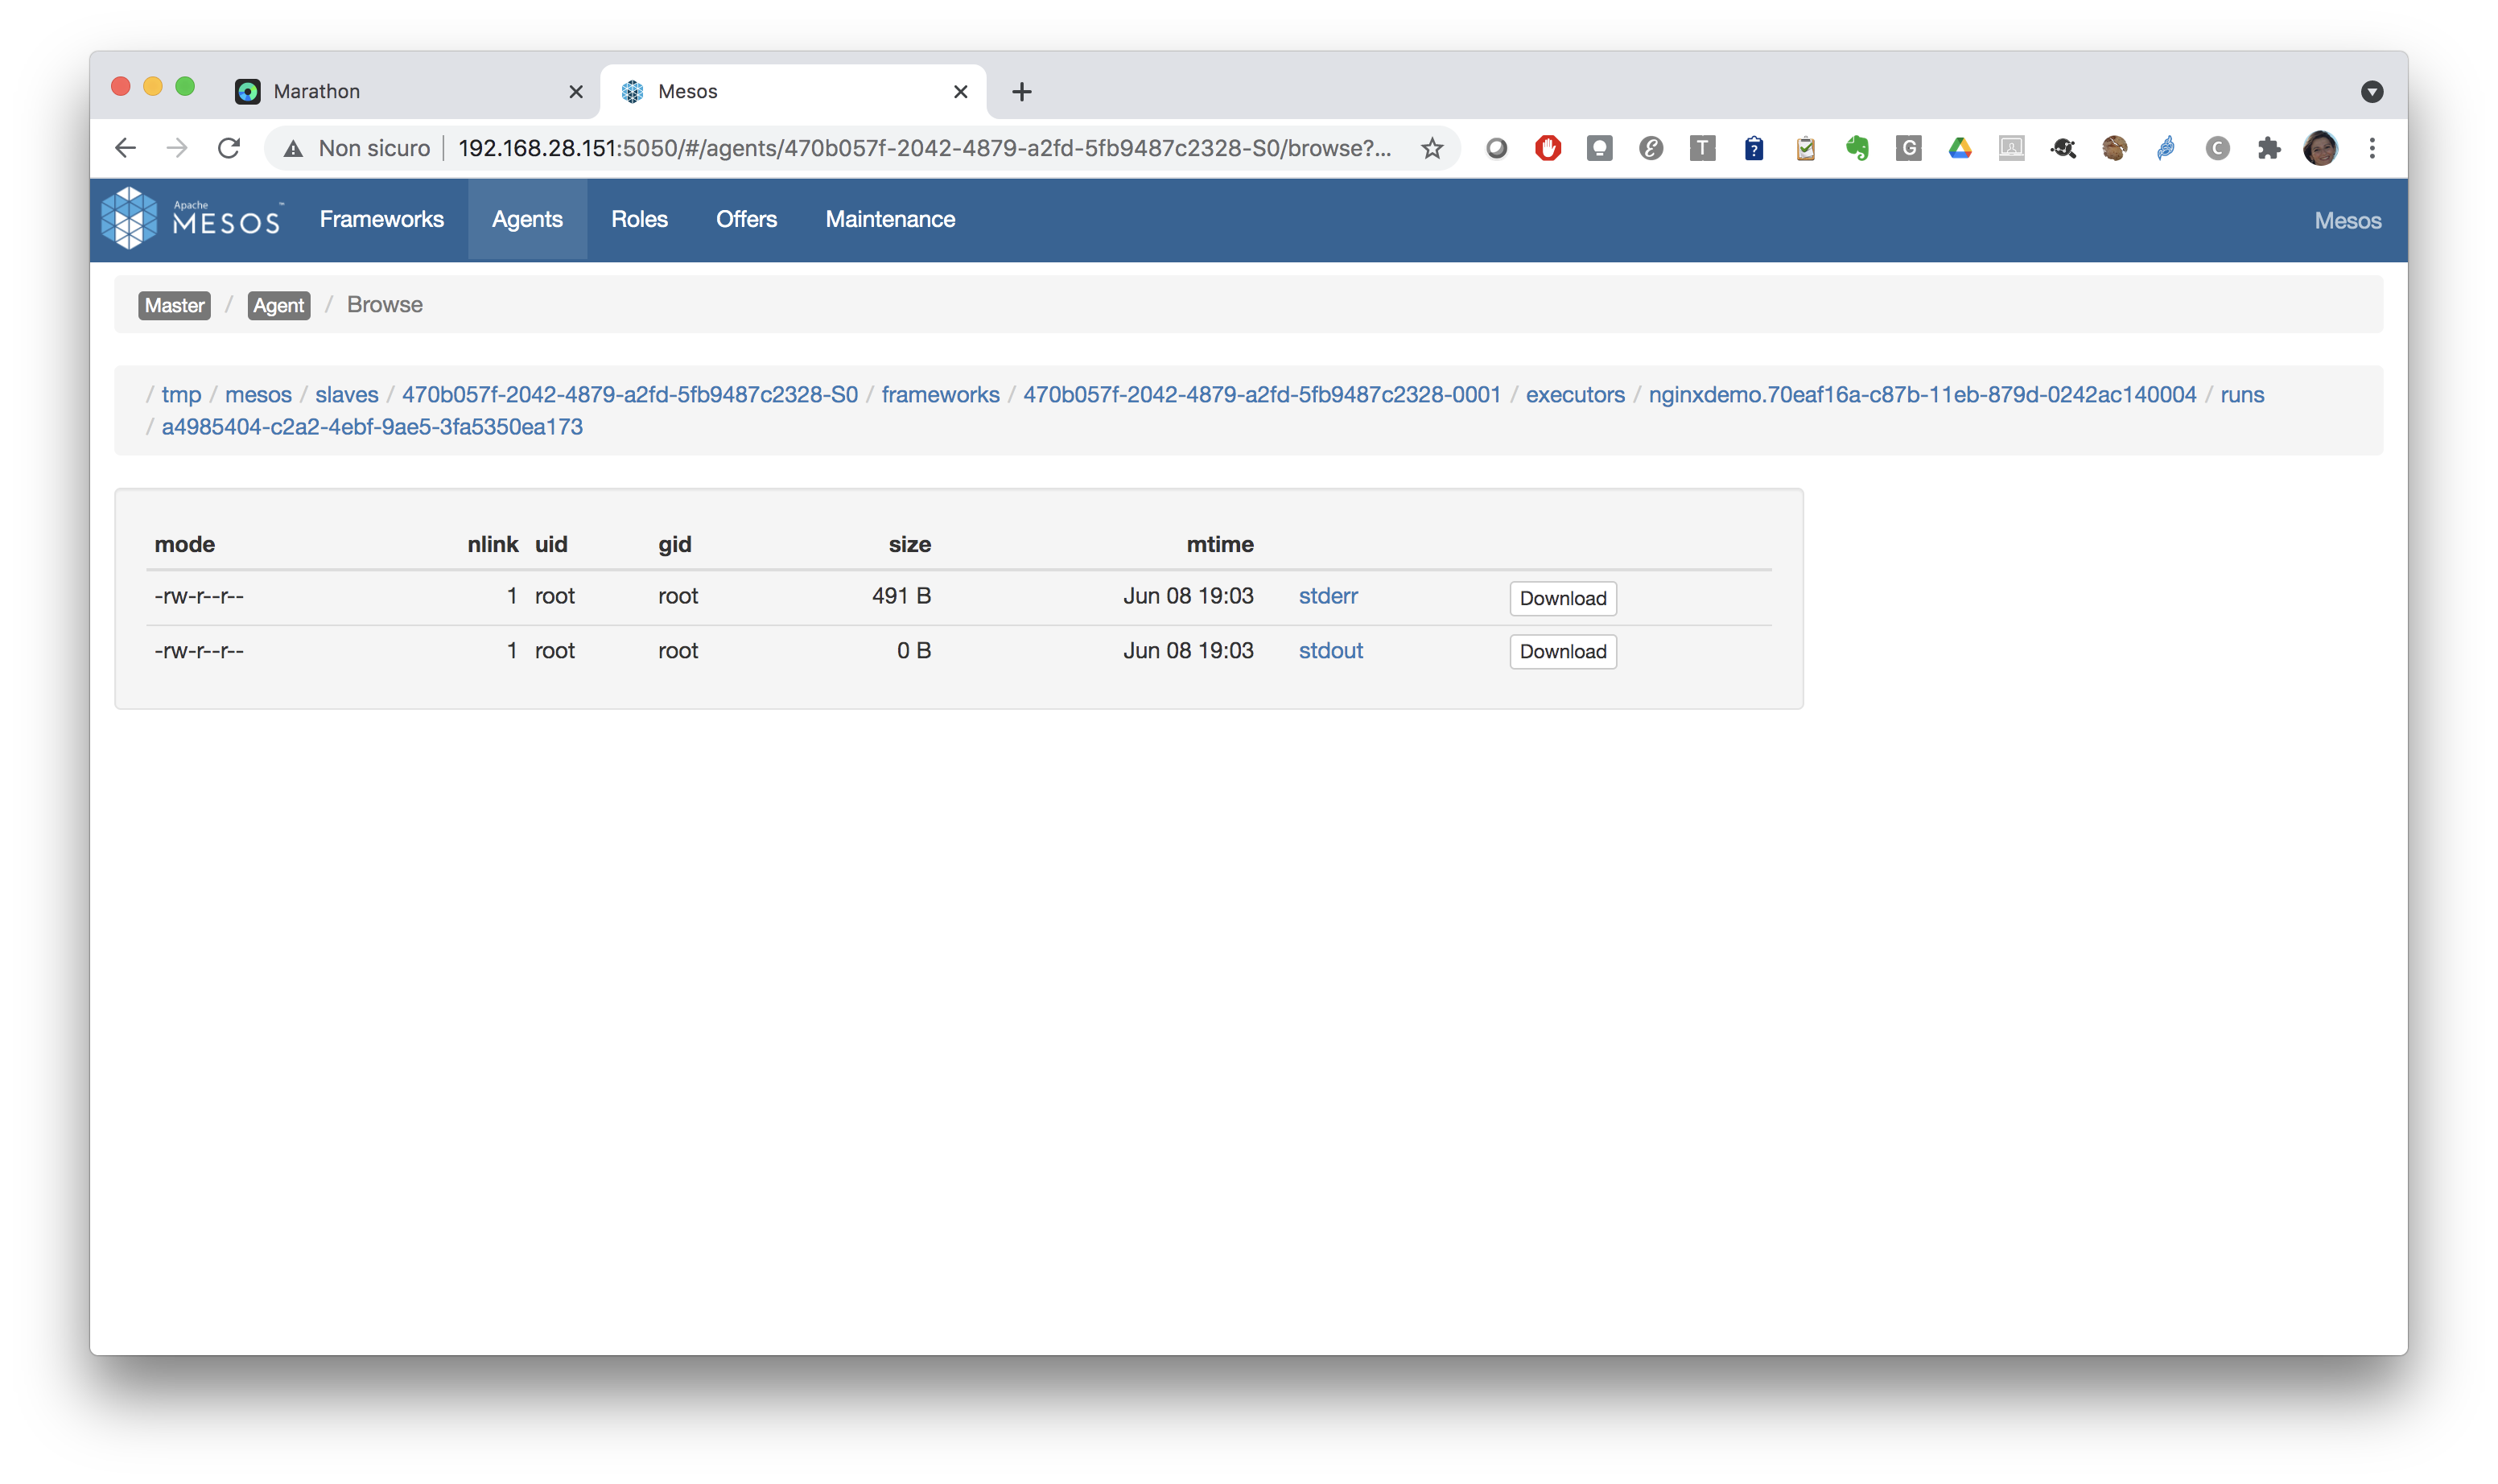 Marathon
Mesos
Non sicuro 192.168.28.151:5050/#/agents/470b057f-2042-4879-a2fd-5fb9487c2328-S0/browse?...
Apache
MESOS™ Frameworks Agents Roles Offers Maintenance Mesos
Master / Agent / Browse
/ tmp / mesos / slaves / 470b057f-2042-4879-a2fd-5fb9487c2328-S0 / frameworks / 470b057f-2042-4879-a2fd-5fb9487c2328-0001 / executors / nginxdemo.70eaf16a-c87b-11eb-879d-0242ac140004 / runs
/ a4985404-c2a2-4ebf-9ae5-3fa5350ea173
mode nlink uid gid size mtime
-rw-r--r-- 1 root root 491 B Jun 08 19:03 stderr Download
-rw-r--r-- 1 root root 0 B Jun 08 19:03 stdout Download